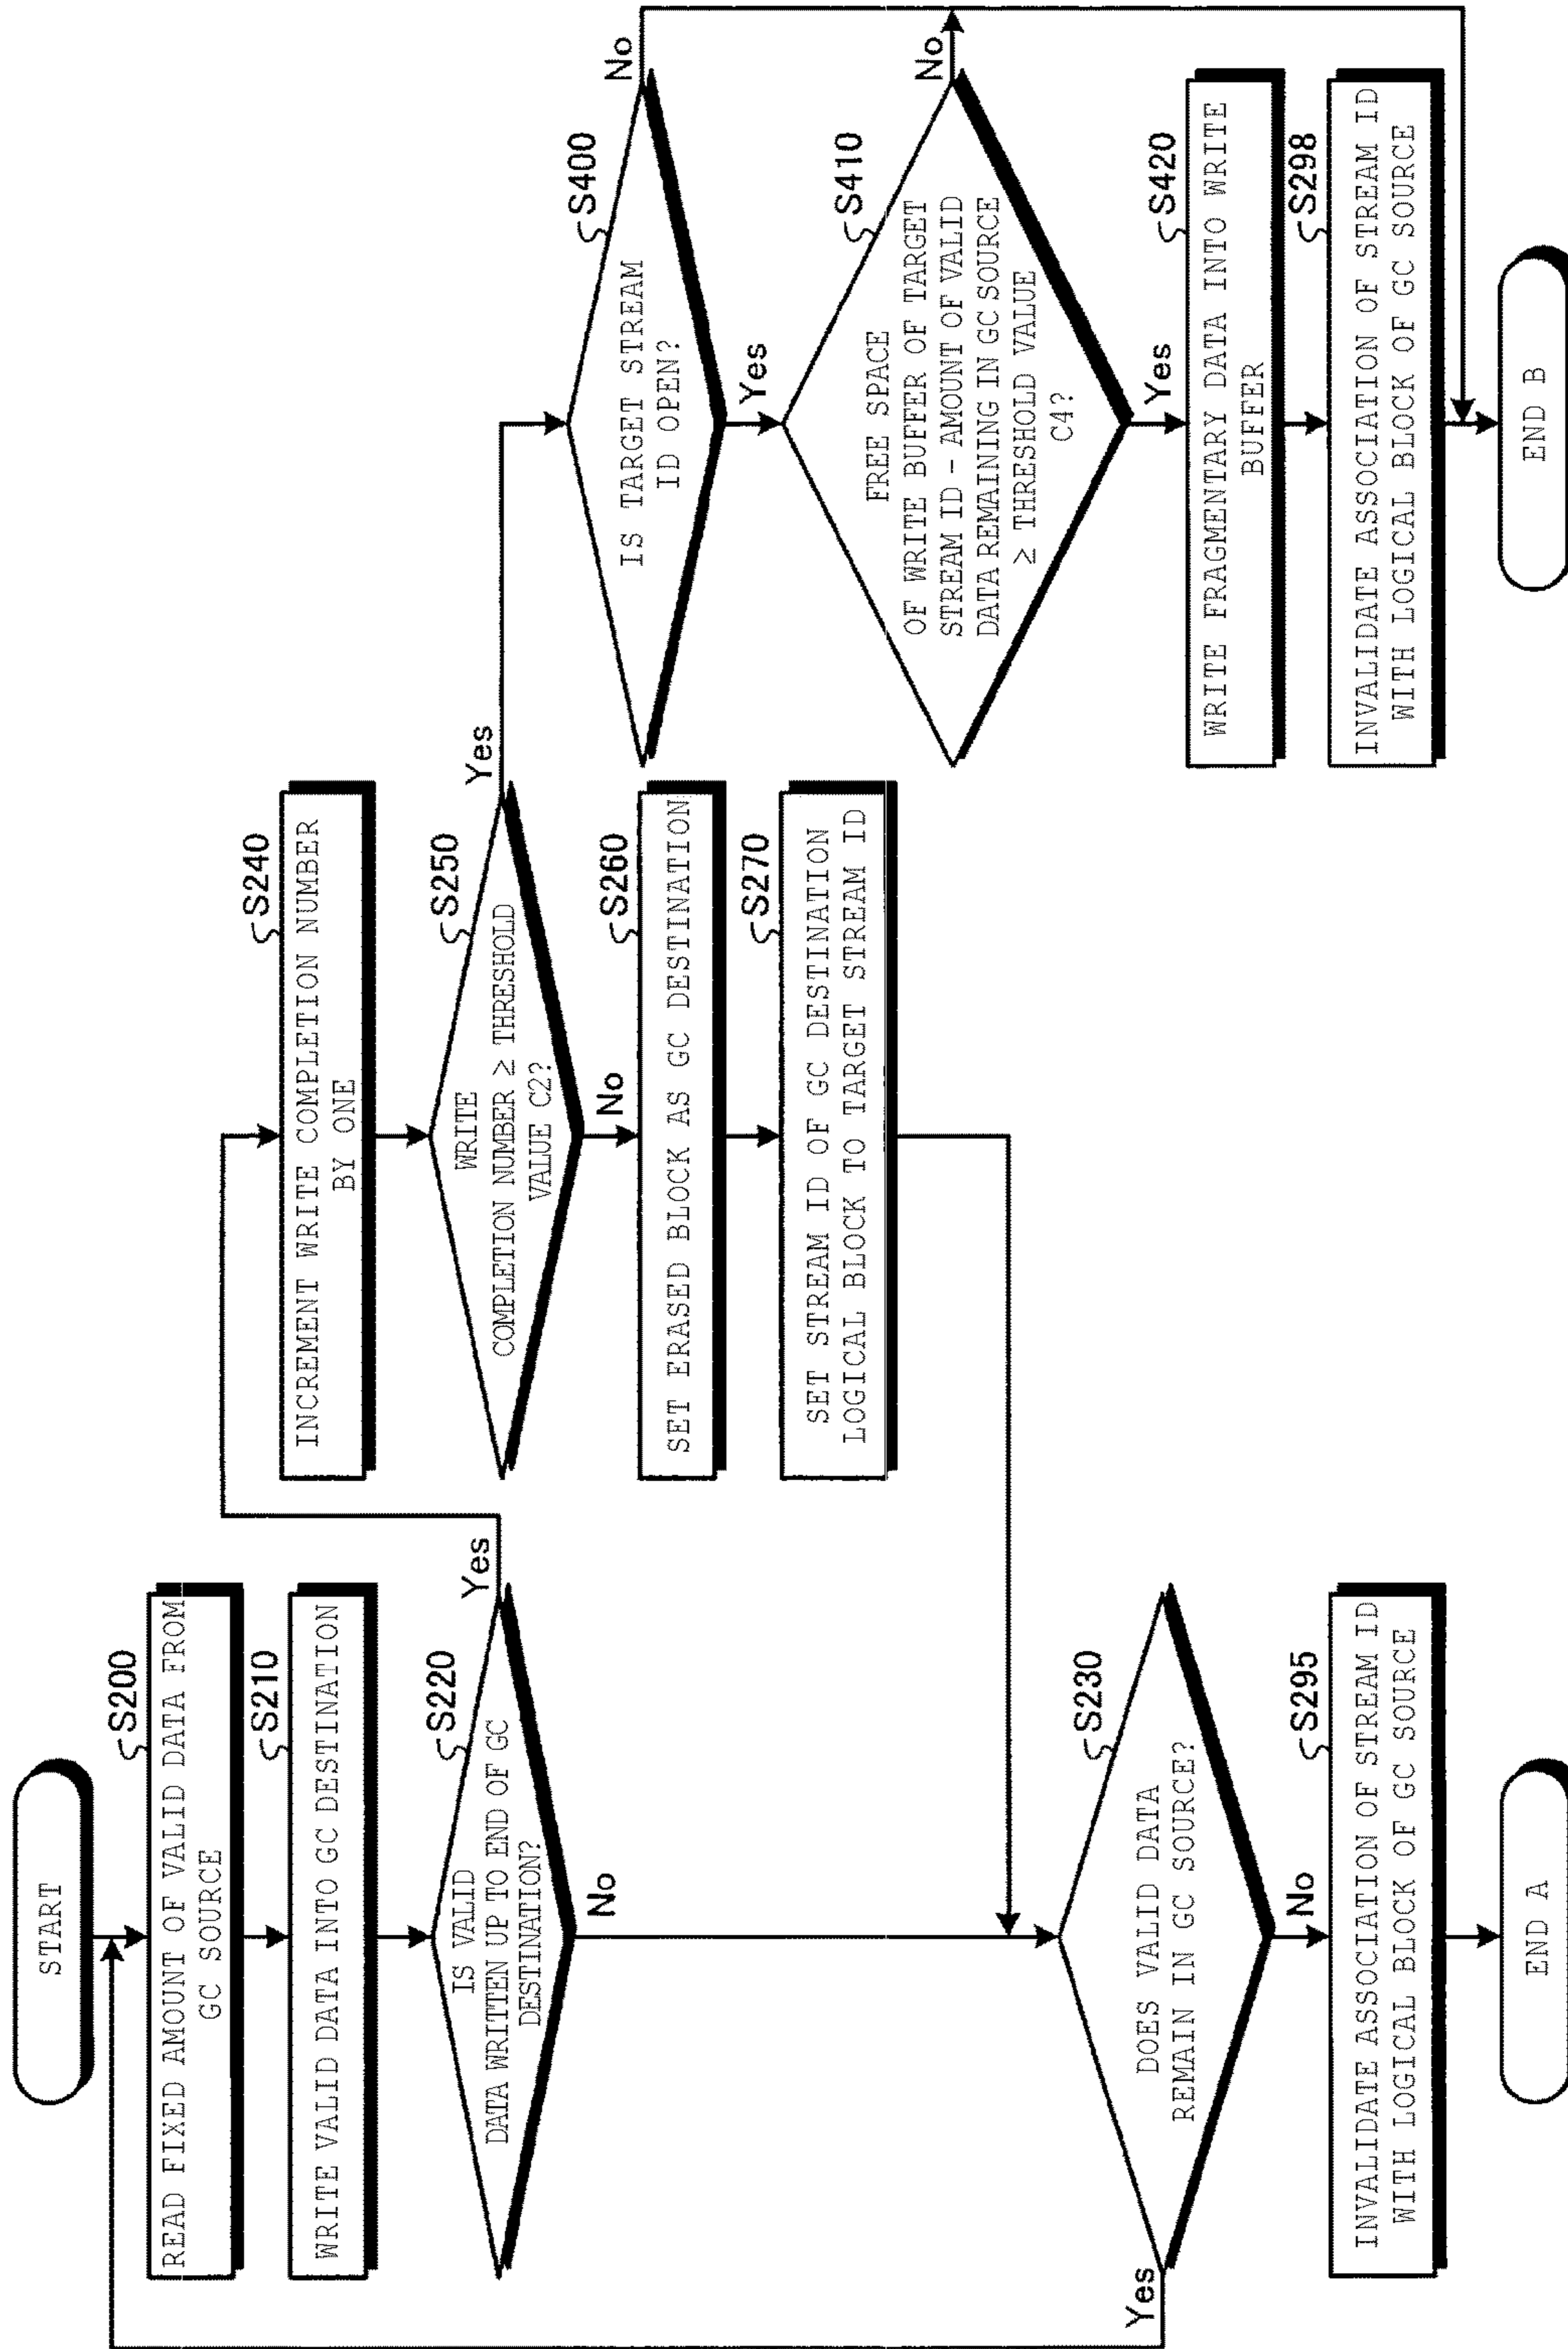 START
S200
READ FIXED AMOUNT OF VALID DATA FROM
GC SOURCE
S210
WRITE VALID DATA INTO GC DESTINATION
S220
IS VALID
DATA WRITTEN UP TO END OF GC
DESTINATION?
Yes
No
S230
DOES VALID DATA
REMAIN IN GC SOURCE?
Yes
No
S295
INVALIDATE ASSOCIATION OF STREAM ID
WITH LOGICAL BLOCK OF GC SOURCE
END A
S240
INCREMENT WRITE COMPLETION NUMBER
BY ONE
S250
WRITE
COMPLETION NUMBER ≥ THRESHOLD
VALUE C2?
Yes
No
S260
SET ERASED BLOCK AS GC DESTINATION
S270
SET STREAM ID OF GC DESTINATION
LOGICAL BLOCK TO TARGET STREAM ID
S400
IS TARGET STREAM
ID OPEN?
No
Yes
S410
FREE SPACE
OF WRITE BUFFER OF TARGET
STREAM ID - AMOUNT OF VALID
DATA REMAINING IN GC SOURCE
≥ THRESHOLD VALUE
C4?
No
Yes
S420
WRITE FRAGMENTARY DATA INTO WRITE
BUFFER
S298
INVALIDATE ASSOCIATION OF STREAM ID
WITH LOGICAL BLOCK OF GC SOURCE
END B